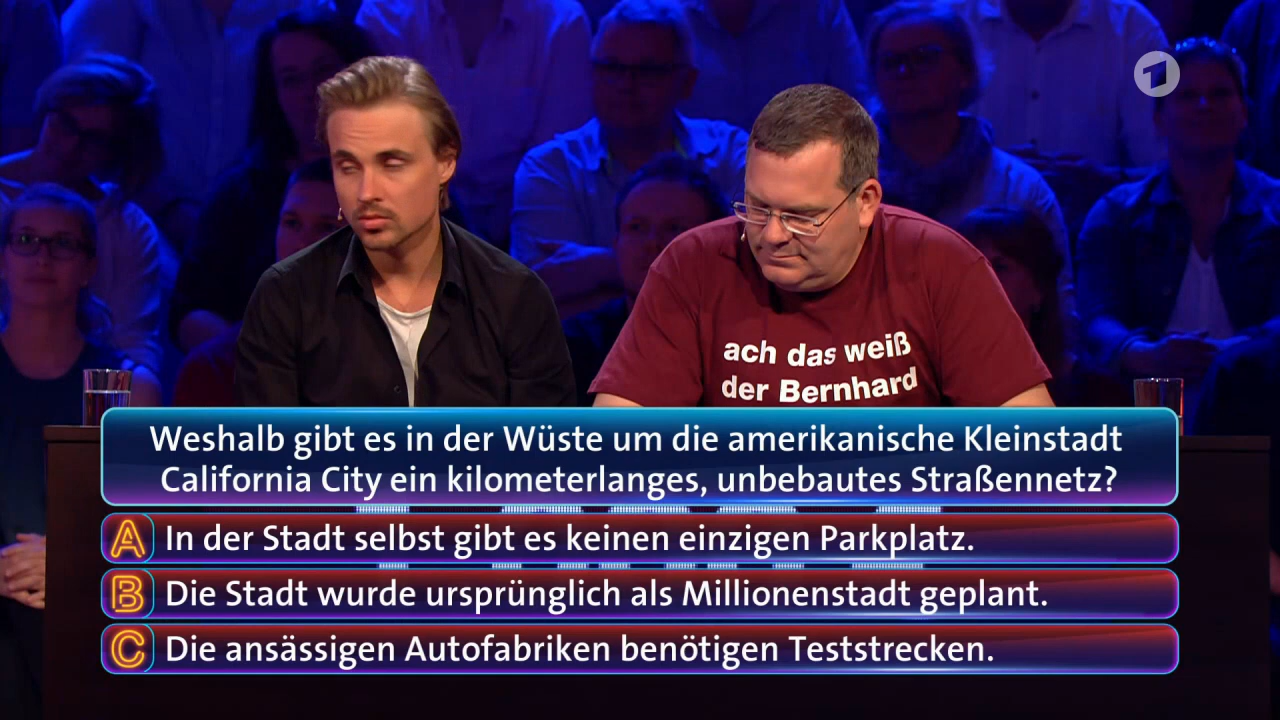 1
ach das weiß
der Bernhard
Weshalb gibt es in der Wüste um die amerikanische Kleinstadt
California City ein kilometerlanges, unbebautes Straßennetz?
A In der Stadt selbst gibt es keinen einzigen Parkplatz.
B Die Stadt wurde ursprünglich als Millionenstadt geplant.
C Die ansässigen Autofabriken benötigen Teststrecken.